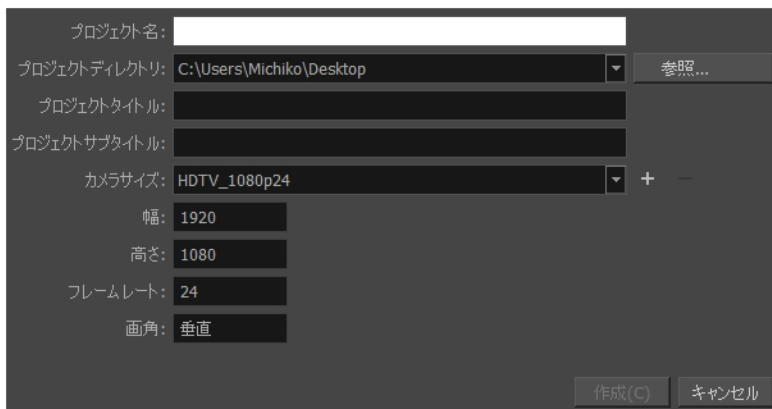 プロジェクト名:
プロジェクトディレクトリ: C:\Users\Michiko\Desktop 参照...
プロジェクトタイトル:
プロジェクトサブタイトル:
カメラサイズ: HDTV_1080p24 + −
幅: 1920
高さ: 1080
フレームレート: 24
画角: 垂直
作成(C) キャンセル